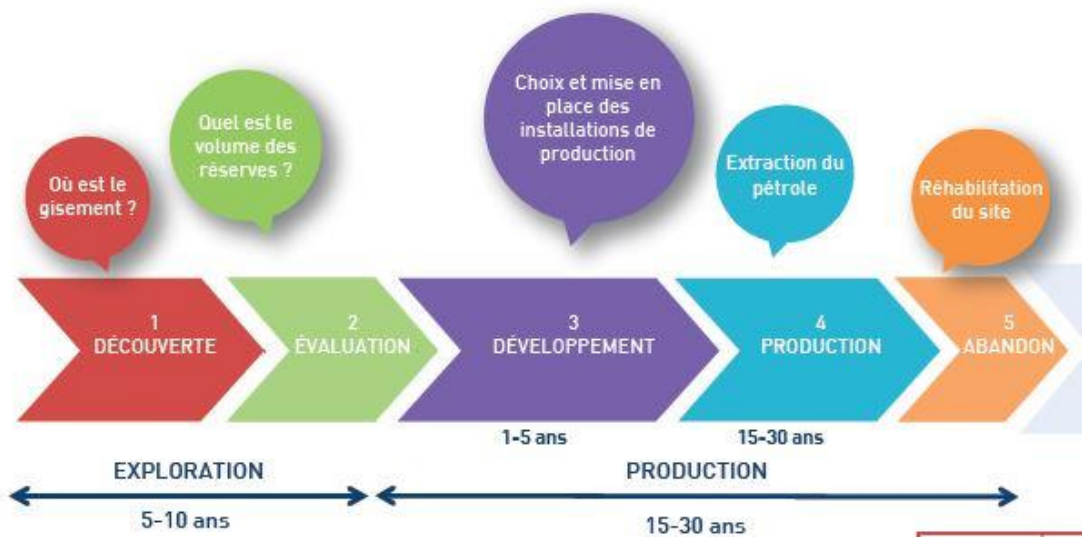 Où est le
gisement ?
Quel est le
volume des
réserves ?
Choix et mise en
place des
installations de
production
Extraction du
pétrole
Réhabilitation
du site
1
DÉCOUVERTE
2
ÉVALUATION
3
DÉVELOPPEMENT
4
PRODUCTION
5
ABANDON
1-5 ans
15-30 ans
EXPLORATION
5-10 ans
PRODUCTION
15-30 ans